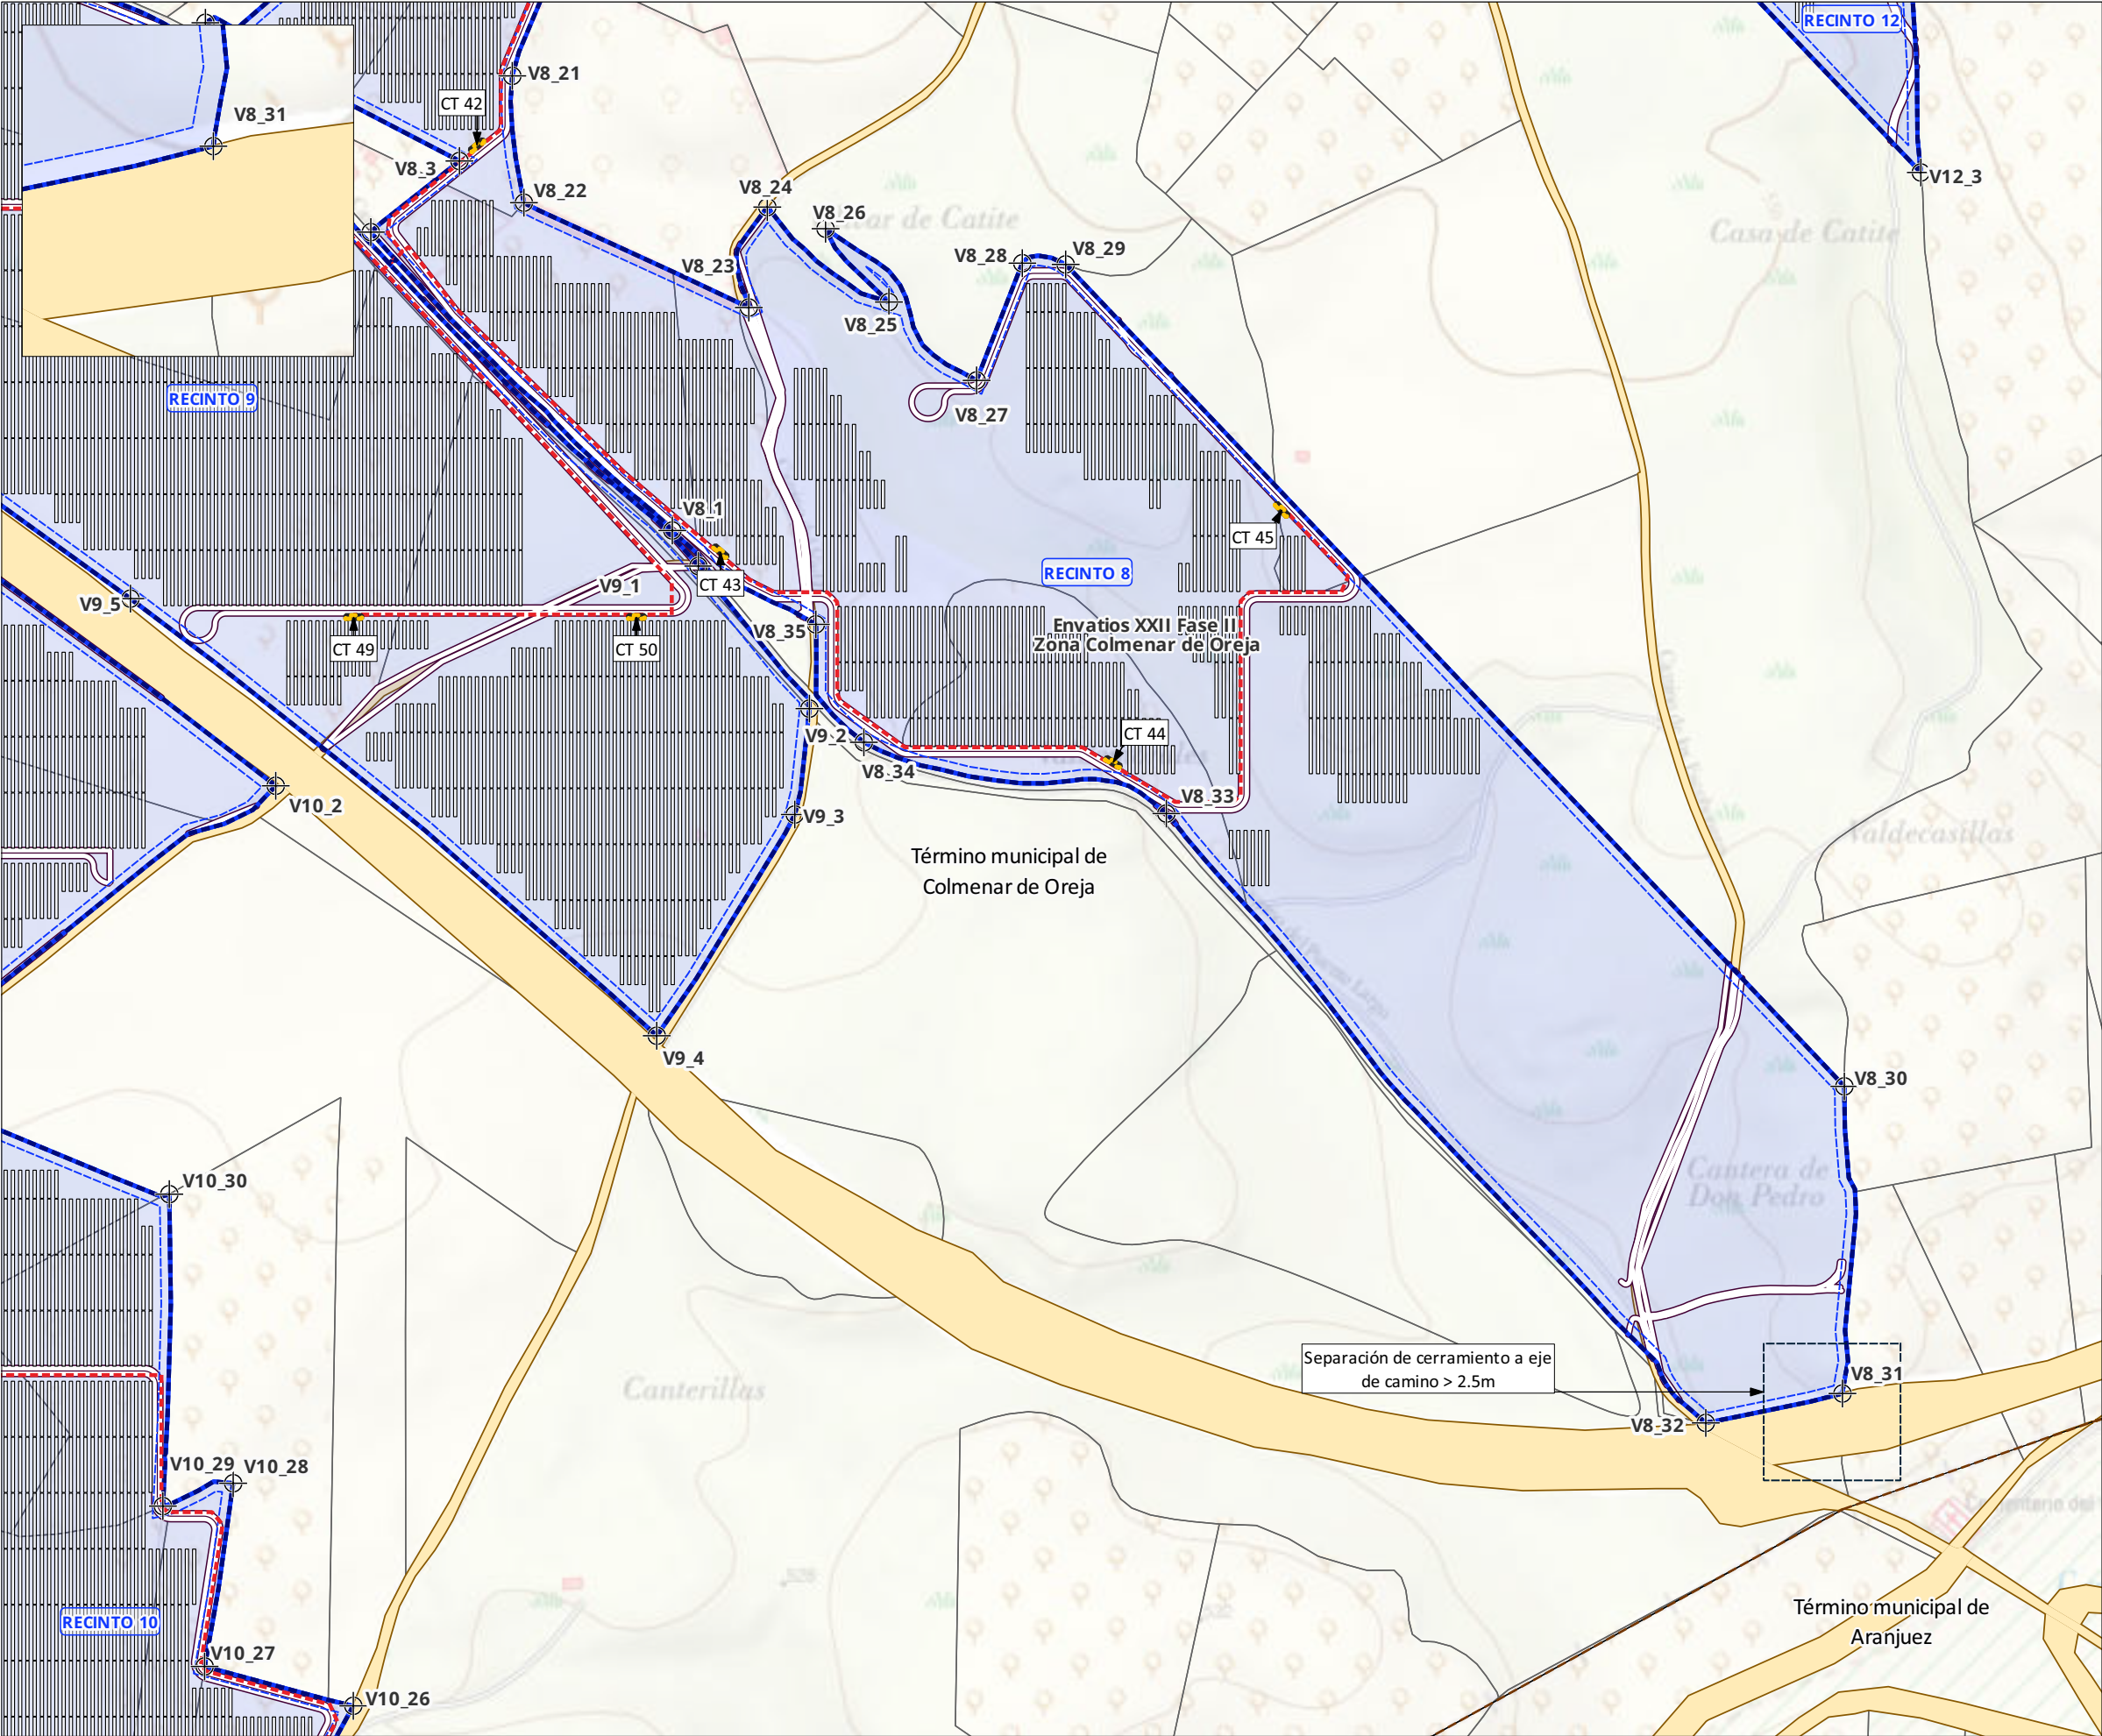 RECINTO 12
V8_21
CT 42
V8_31
V8_3
V12_3
V8_22
V8_24
V8_26
de Catite
Casa de Catite
V8_23
V8_28
V8_29
V8_25
RECINTO 9
V8_27
V8_1
CT 45
RECINTO 8
V9_1
CT 43
V9_5
V8_35
Envatios XXII Fase II
Zona Colmenar de Oreja
CT 49
CT 50
V9_2
CT 44
V8_34
V8_33
V10_2
V9_3
Valdecasillas
Término municipal de
Colmenar de Oreja
V9_4
V8_30
Cantera de
Don Pedro
V10_30
Separación de cerramiento a eje
de camino > 2.5m
V8_31
Canterillas
V8_32
V10_29
V10_28
Término municipal de
Aranjuez
RECINTO 10
V10_27
V10_26